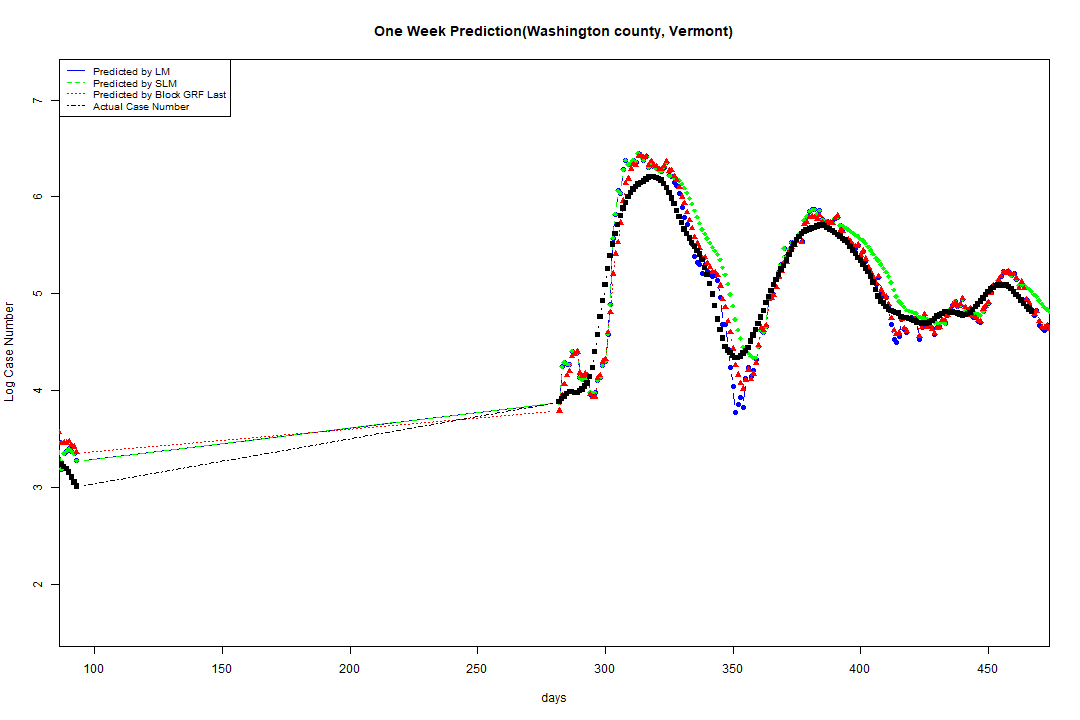 One Week Prediction(Washington county, Vermont)
Predicted by LM
Predicted by SLM
Predicted by Block GRF Last
Actual Case Number
7
6
5
4
3
2
Log Case Number
100 150 200 250 300 350 400 450
days